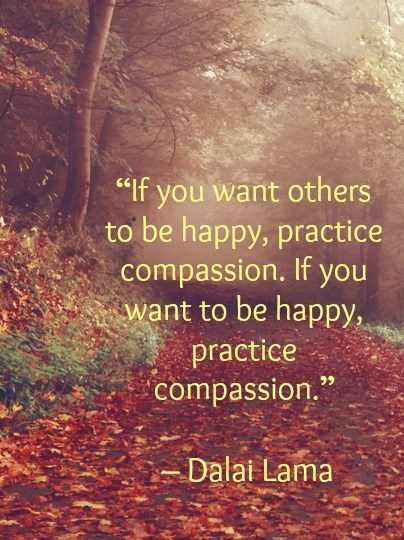 “If you want others
to be happy, practice
compassion. If you
want to be happy,
practice
compassion.”
– Dalai Lama